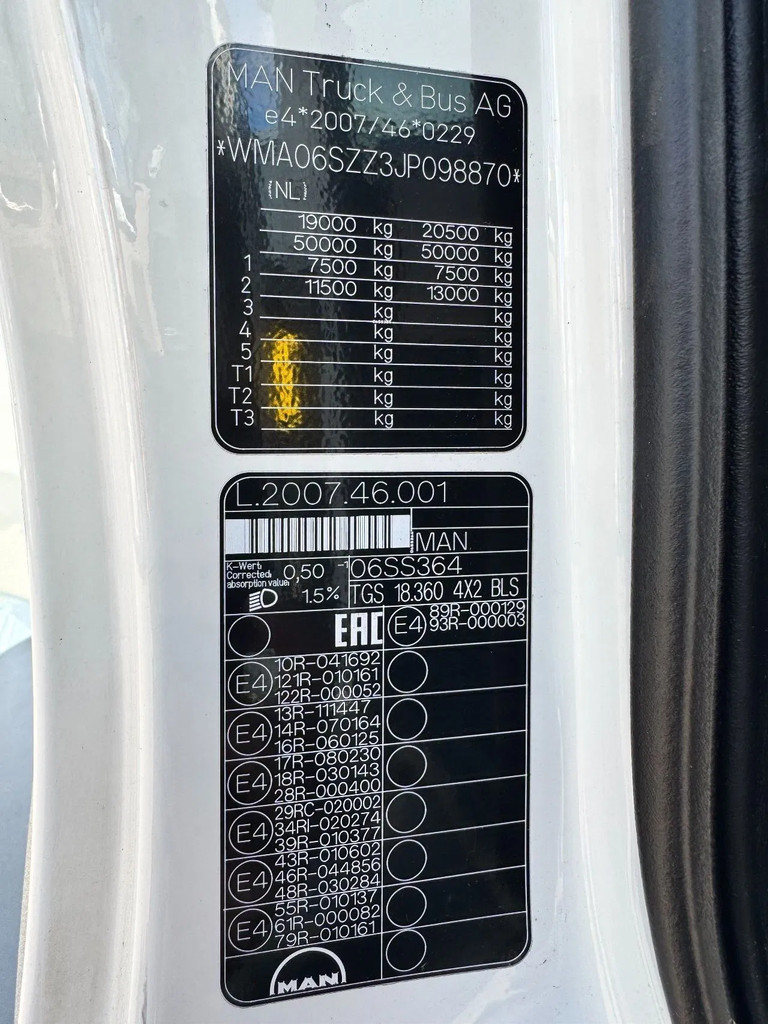 MAN Truck & Bus AG
e4*2007/46*0229
*WMA06SZZ3JP098870*
NL
19000 kg 20500 kg
50000 kg 50000 kg
1 7500 kg 7500 kg
2 11500 kg 13000 kg
3 kg kg
4 kg kg
5 kg kg
T1 kg kg
T2 kg kg
T3 kg kg
L.2007.46.001
MAN
K-Wert:
Corrected
absorption value:
0,50 -1
06SS364
1.5%
TGS 18.360 4X2 BLS
EAC
E4
89R-000129
93R-000003
E4
10R-041692
121R-010161
122R-000052
E4
13R-111447
14R-070164
16R-060125
E4
17R-080230
18R-030143
28R-000400
E4
29RC-020002
34RI-020274
39R-010377
E4
43R-010602
46R-044856
48R-030284
E4
55R-010137
61R-000082
79R-010161
MAN